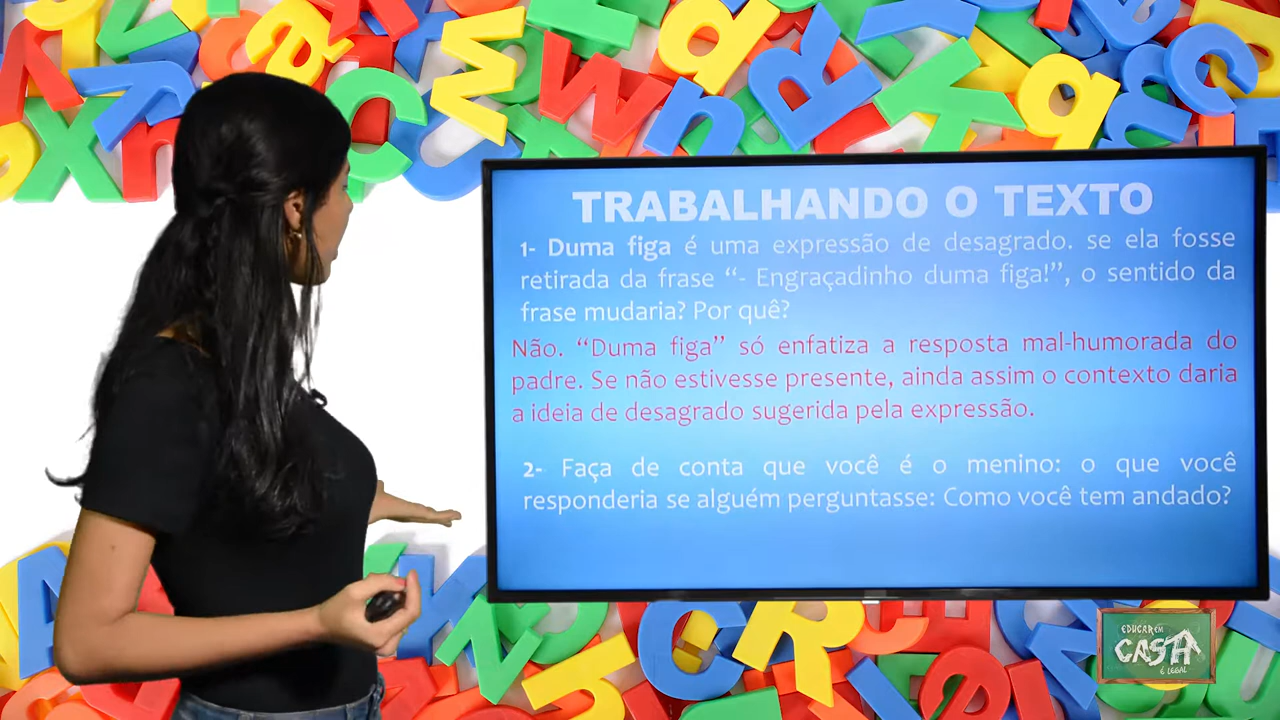 TRABALHANDO O TEXTO
1- Duma figa é uma expressão de desagrado. se ela fosse
retirada da frase “- Engraçadinho duma figa!”, o sentido da
frase mudaria? Por quê?
Não. “Duma figa” só enfatiza a resposta mal-humorada do
padre. Se não estivesse presente, ainda assim o contexto daria
a ideia de desagrado sugerida pela expressão.
2- Faça de conta que você é o menino: o que você
responderia se alguém perguntasse: Como você tem andado?
EDUCAR EM
CASA
É LEGAL